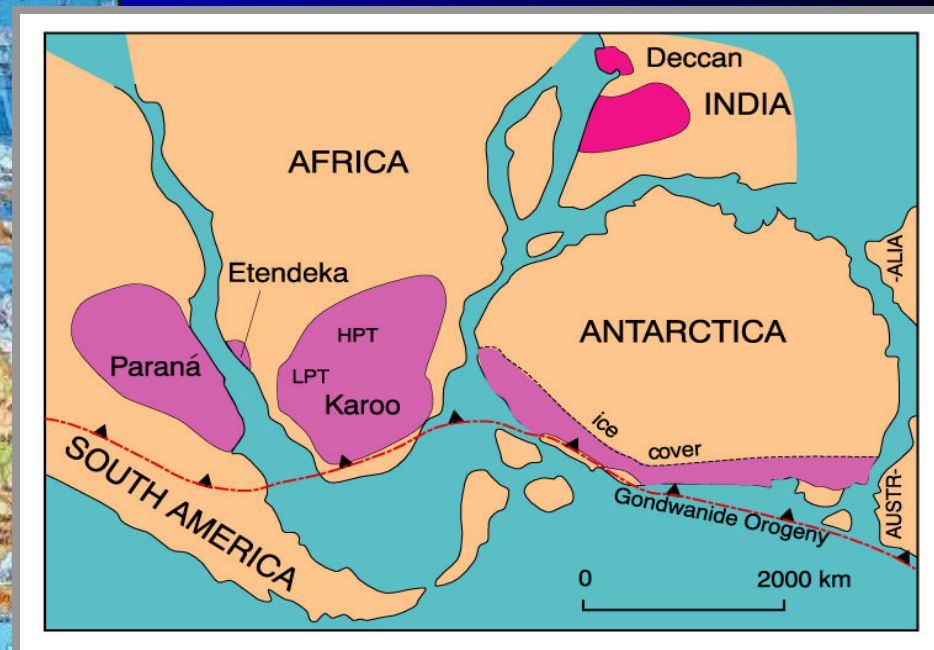 Deccan
INDIA
AFRICA
Etendeka
HPT
LPT
Paraná
Karoo
ANTARCTICA
-ALIA
ice
cover
SOUTH AMERICA
Gondwanide Orogeny
AUSTR-
0
2000 km